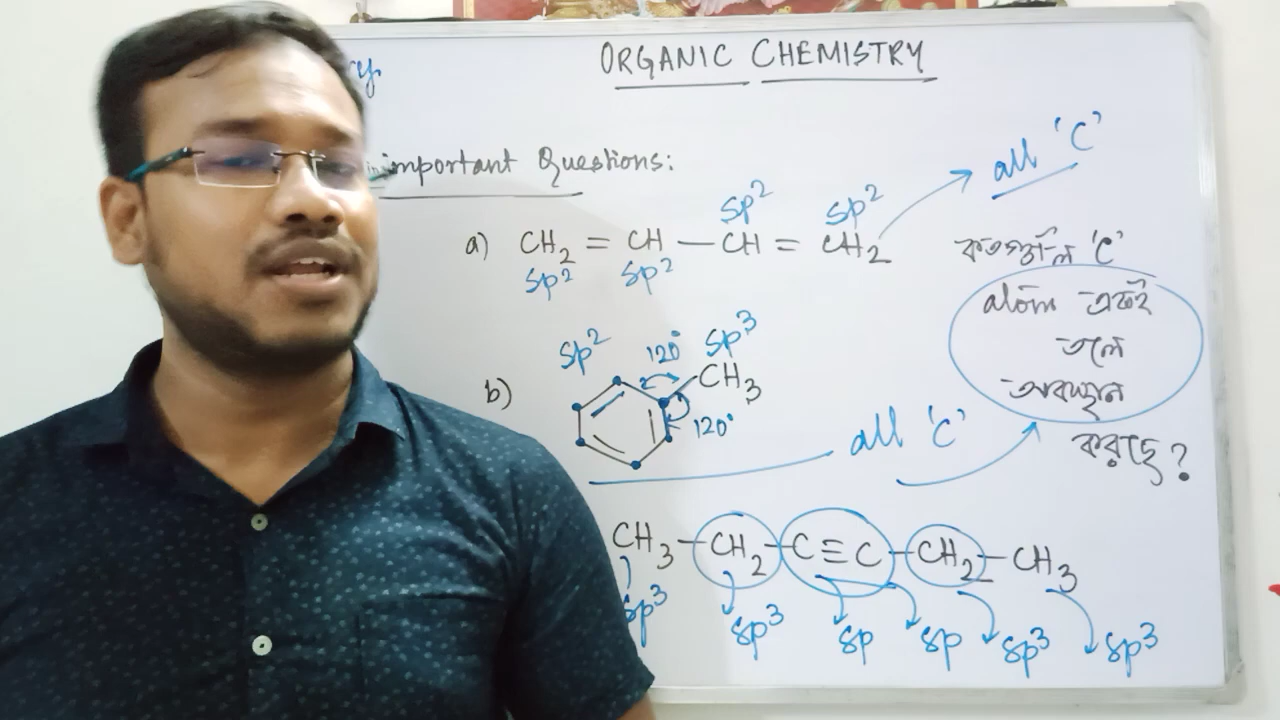 ORGANIC CHEMISTRY
y.
important Questions:
all 'C'
sp² sp²
a) CH₂ = CH — CH = CH₂
sp² sp²
কতগুলি 'C'
atom একই
তলে
অবস্থান
করছে?
sp² 120° sp³
b) CH₃
120°
all 'C'
CH₃ — CH₂ — C ≡ C — CH₂ — CH₃
sp³ sp³ sp sp sp³ sp³